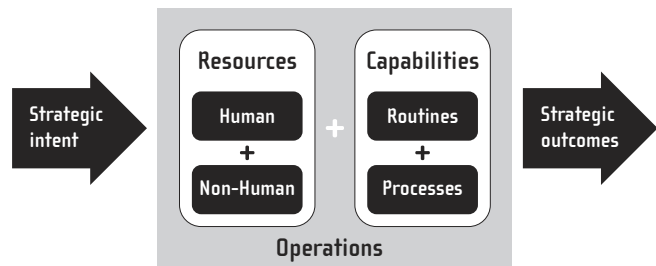 Strategic
intent
Resources
Human
+
Non-Human
+
Capabilities
Routines
+
Processes
Operations
Strategic
outcomes